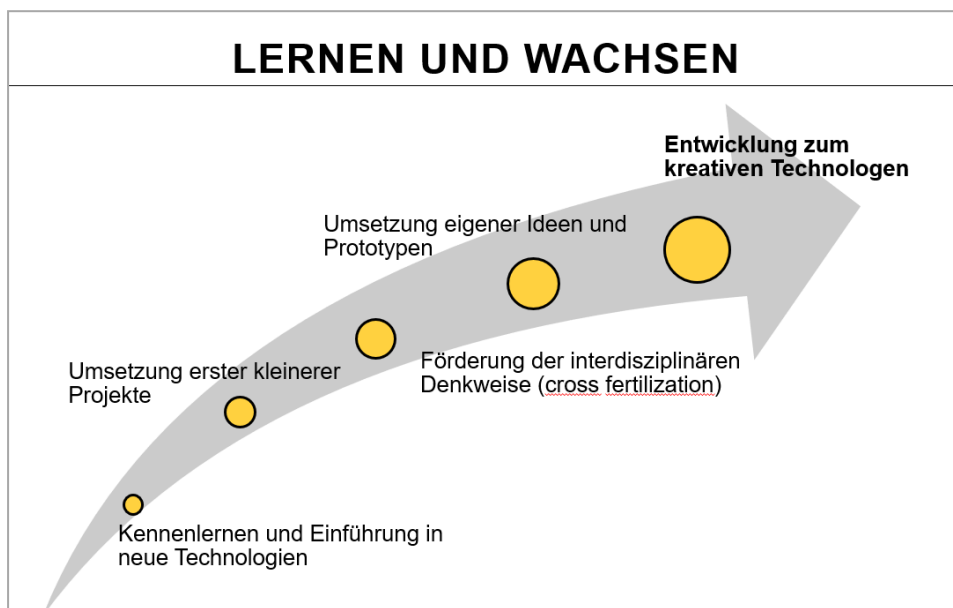 LERNEN UND WACHSEN
Entwicklung zum
kreativen Technologen
Umsetzung eigener Ideen und
Prototypen
Förderung der interdisziplinären
Denkweise (cross fertilization)
Umsetzung erster kleinerer
Projekte
Kennenlernen und Einführung in
neue Technologien